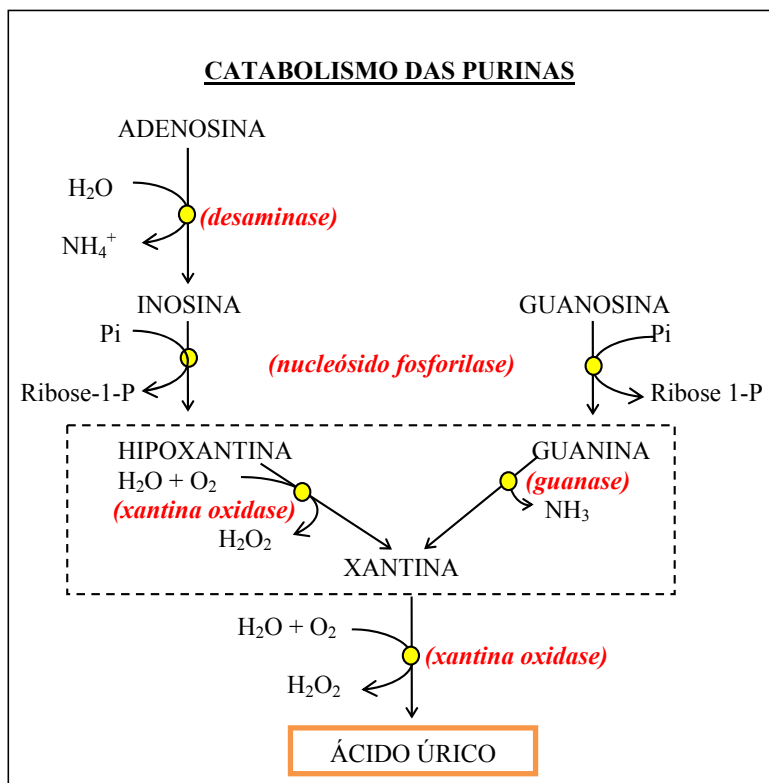 CATABOLISMO DAS PURINAS
ADENOSINA
H₂O
(desaminase)
NH₄⁺
INOSINA
GUANOSINA
Pi
Pi
(nucleósido fosforilase)
Ribose-1-P
Ribose 1-P
HIPOXANTINA
GUANINA
H₂O + O₂
(guanase)
(xantina oxidase)
NH₃
H₂O₂
XANTINA
H₂O + O₂
(xantina oxidase)
H₂O₂
ÁCIDO ÚRICO